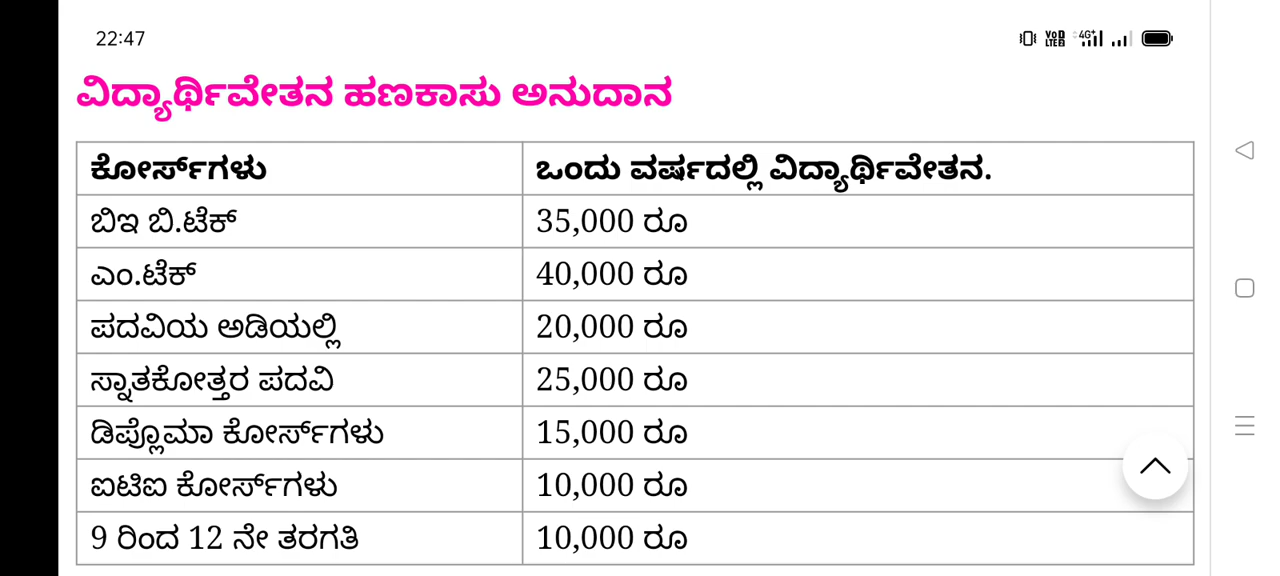 22:47
ವಿದ್ಯಾರ್ಥಿವೇತನ ಹಣಕಾಸು ಅನುದಾನ
ಕೋರ್ಸ್‌ಗಳು ಒಂದು ವರ್ಷದಲ್ಲಿ ವಿದ್ಯಾರ್ಥಿವೇತನ.
ಬಿಇ ಬಿ.ಟೆಕ್ 35,000 ರೂ
ಎಂ.ಟೆಕ್ 40,000 ರೂ
ಪದವಿಯ ಅಡಿಯಲ್ಲಿ 20,000 ರೂ
ಸ್ನಾತಕೋತ್ತರ ಪದವಿ 25,000 ರೂ
ಡಿಪ್ಲೊಮಾ ಕೋರ್ಸ್‌ಗಳು 15,000 ರೂ
ಐಟಿಐ ಕೋರ್ಸ್‌ಗಳು 10,000 ರೂ
9 ರಿಂದ 12 ನೇ ತರಗತಿ 10,000 ರೂ